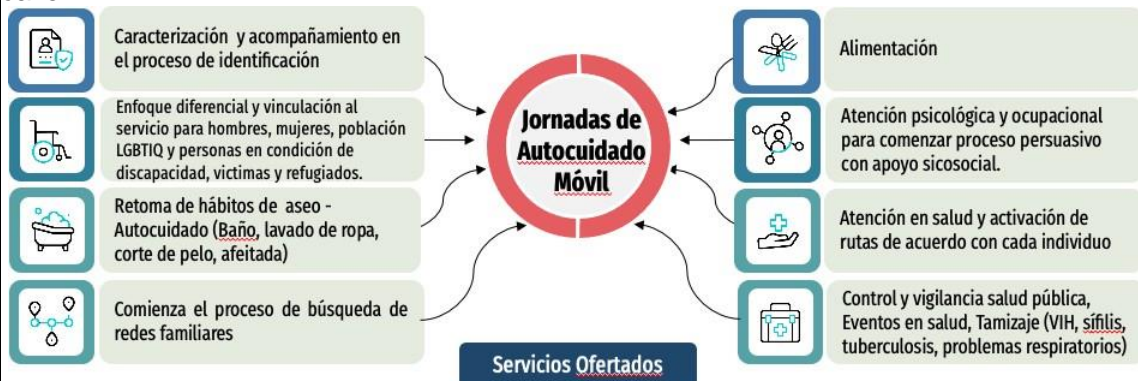 Caracterización y acompañamiento en
el proceso de identificación
Enfoque diferencial y vinculación al
servicio para hombres, mujeres, población
LGBTIQ y personas en condición de
discapacidad, victimas y refugiados.
Retoma de hábitos de aseo -
Autocuidado (Baño, lavado de ropa,
corte de pelo, afeitada)
Comienza el proceso de búsqueda de
redes familiares
Jornadas de
Autocuidado
Móvil
Alimentación
Atención psicológica y ocupacional
para comenzar proceso persuasivo
con apoyo sicosocial.
Atención en salud y activación de
rutas de acuerdo con cada individuo
Control y vigilancia salud pública,
Eventos en salud, Tamizaje (VIH, sífilis,
tuberculosis, problemas respiratorios)
Servicios Ofertados